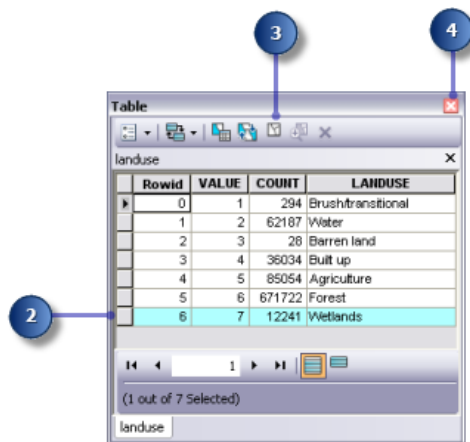 3
4
Table
landuse
Rowid VALUE COUNT LANDUSE
0 1 294 Brush/transitional
1 2 62187 Water
2 3 28 Barren land
3 4 36034 Built up
4 5 85054 Agriculture
5 6 671722 Forest
2
6 7 12241 Wetlands
1
(1 out of 7 Selected)
landuse